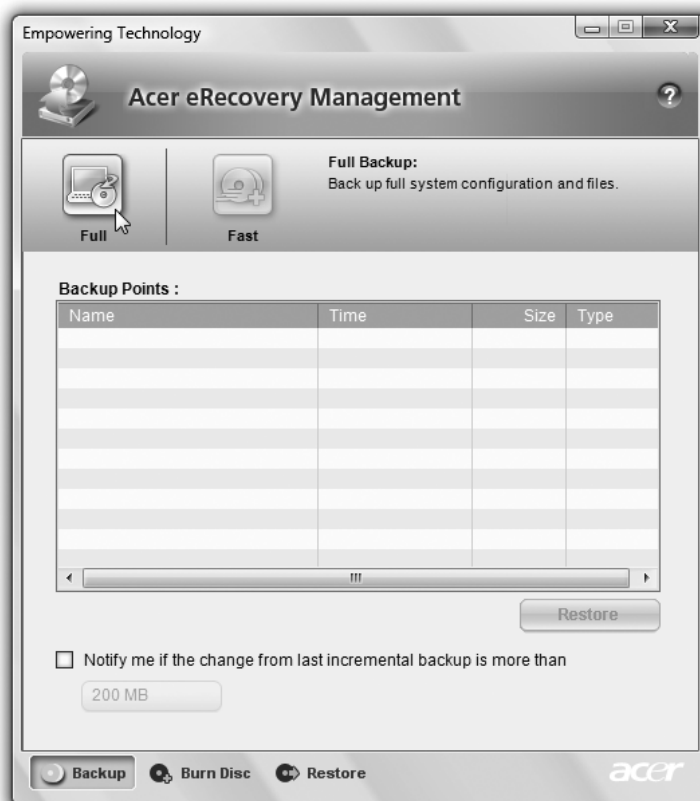 Empowering Technology
Acer eRecovery Management
?
Full Backup:
Back up full system configuration and files.
Full
Fast
Backup Points :
Name Time Size Type
Restore
Notify me if the change from last incremental backup is more than
200 MB
Backup Burn Disc Restore
acer